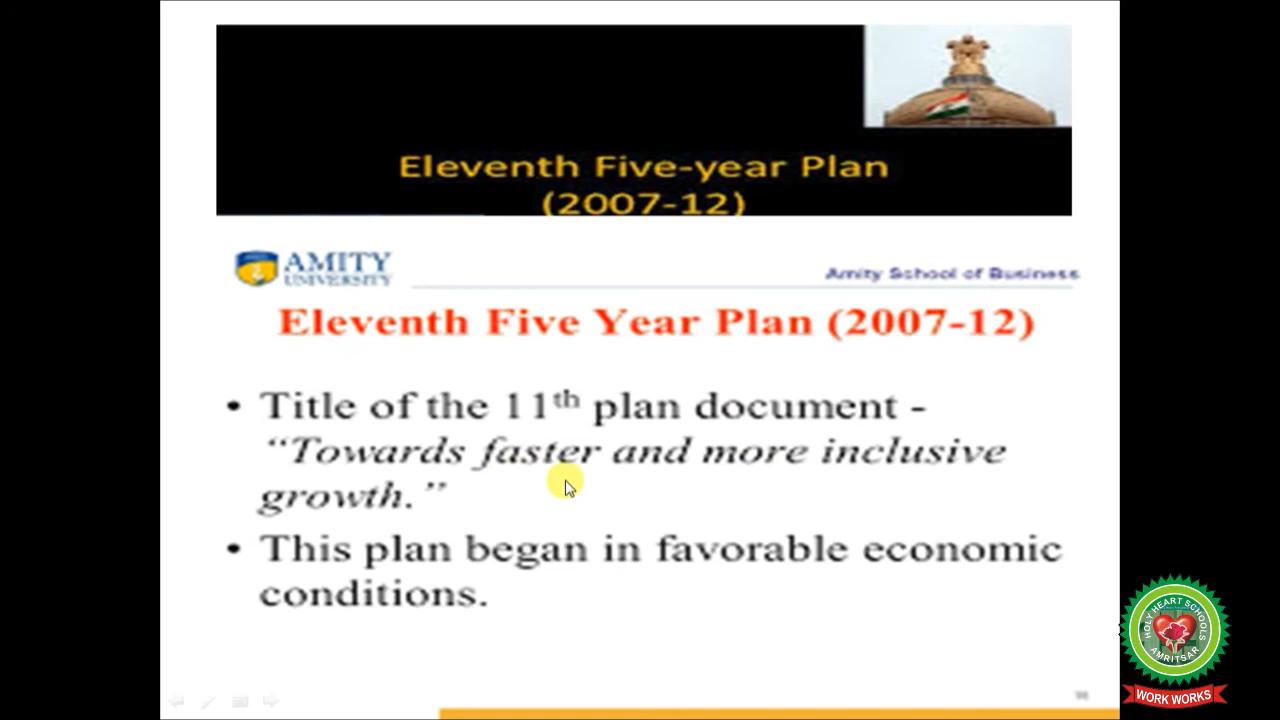 Eleventh Five-year Plan
(2007-12)
AMITY
UNIVERSITY
Amity School of Business
Eleventh Five Year Plan (2007-12)
• Title of the 11th plan document -
“Towards faster and more inclusive
growth.”
• This plan began in favorable economic
conditions.
HOLY HEART SCHOOLS
AMRITSAR
WORK WORKS